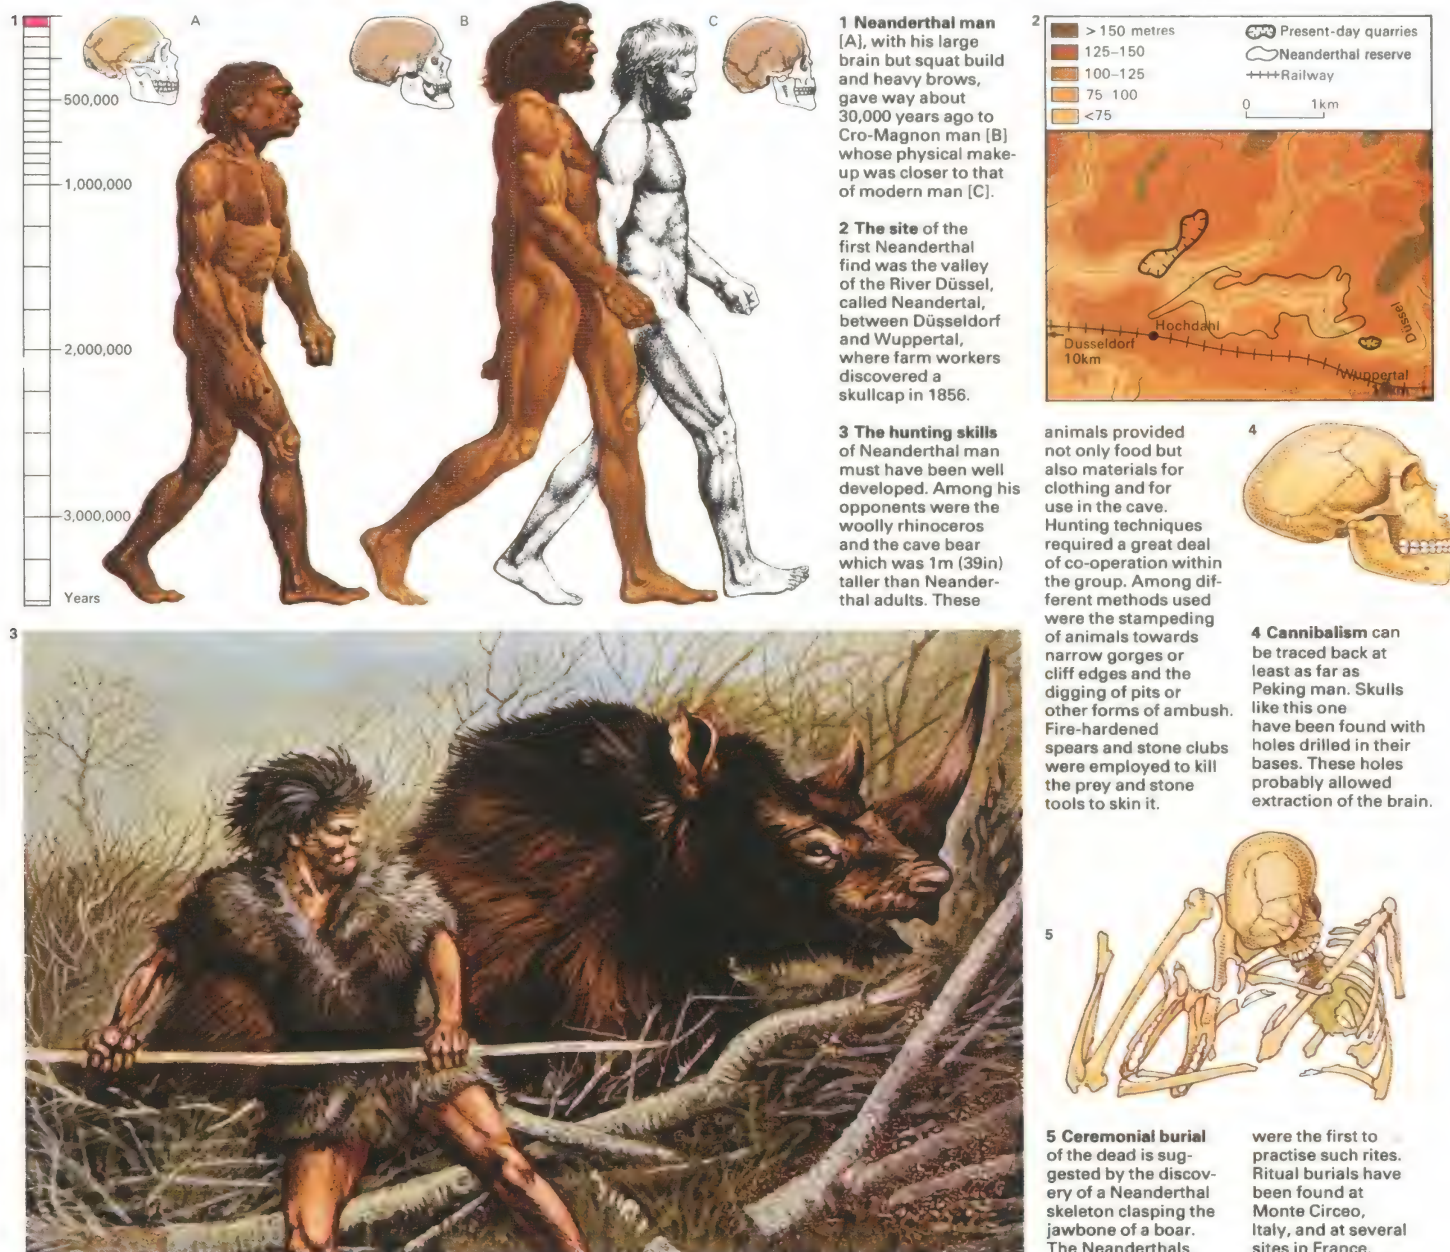 1
A
B
C
500,000
1,000,000
2,000,000
3,000,000
Years
1 Neanderthal man
[A], with his large
brain but squat build
and heavy brows,
gave way about
30,000 years ago to
Cro-Magnon man [B]
whose physical make-
up was closer to that
of modern man [C].
2 The site of the
first Neanderthal
find was the valley
of the River Düssel,
called Neandertal,
between Düsseldorf
and Wuppertal,
where farm workers
discovered a
skullcap in 1856.
3 The hunting skills
of Neanderthal man
must have been well
developed. Among his
opponents were the
woolly rhinoceros
and the cave bear
which was 1m (39in)
taller than Neander-
thal adults. These
animals provided
not only food but
also materials for
clothing and for
use in the cave.
Hunting techniques
required a great deal
of co-operation within
the group. Among dif-
ferent methods used
were the stampeding
of animals towards
narrow gorges or
cliff edges and the
digging of pits or
other forms of ambush.
Fire-hardened
spears and stone clubs
were employed to kill
the prey and stone
tools to skin it.
2
> 150 metres
125–150
100–125
75 100
<75
Present-day quarries
Neanderthal reserve
Railway
0 1km
Hochdahl
Dusseldorf
10km
Düssel
Wuppertal
4
4 Cannibalism can
be traced back at
least as far as
Peking man. Skulls
like this one
have been found with
holes drilled in their
bases. These holes
probably allowed
extraction of the brain.
3
5
5 Ceremonial burial
of the dead is sug-
gested by the discov-
ery of a Neanderthal
skeleton clasping the
jawbone of a boar.
The Neanderthals
were the first to
practise such rites.
Ritual burials have
been found at
Monte Circeo,
Italy, and at several
sites in France.